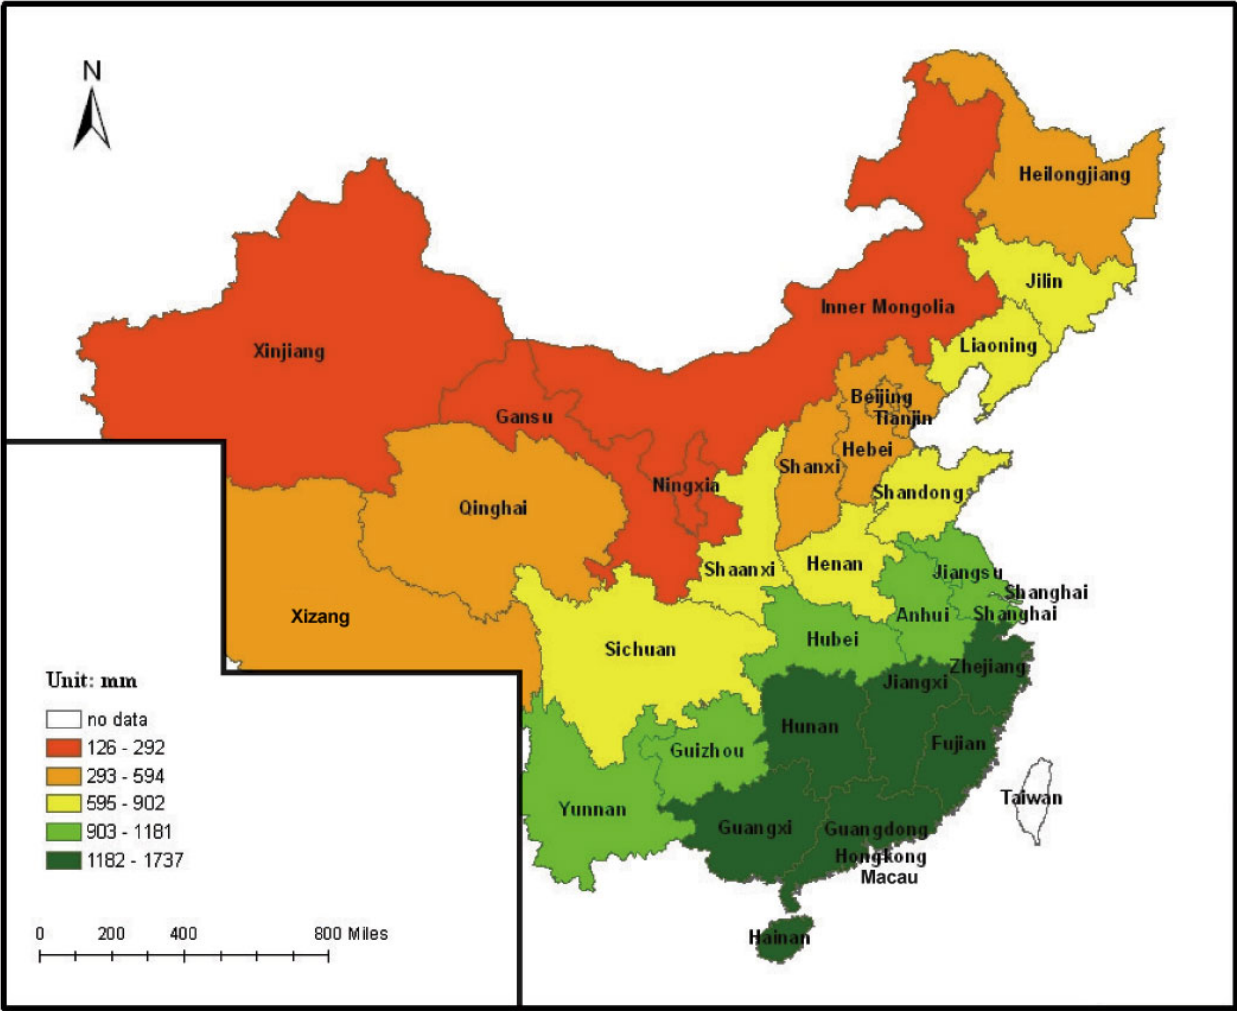 N
Heilongjiang
Jilin
Inner Mongolia
Liaoning
Xinjiang
Beijing
Tianjin
Gansu
Hebei
Shanxi
Ningxia
Shandong
Qinghai
Shaanxi
Henan
Jiangsu
Shanghai
Shanghai
Anhui
Xizang
Hubei
Sichuan
Zhejiang
Jiangxi
Hunan
Fujian
Guizhou
Taiwan
Yunnan
Guangxi
Guangdong
Hongkong
Macau
Hainan
Unit: mm
no data
126 - 292
293 - 594
595 - 902
903 - 1181
1182 - 1737
0 200 400 800 Miles